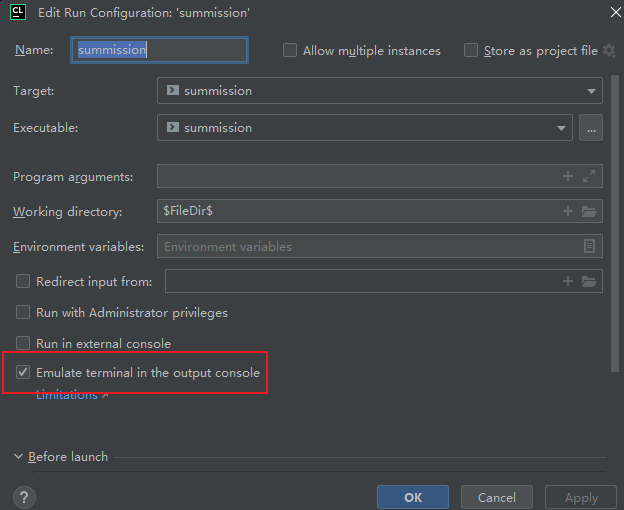 CL Edit Run Configuration: 'summission'
Name: summission Allow multiple instances Store as project file
Target: summission
Executable: summission ...
Program arguments:
Working directory: $FileDir$
Environment variables: Environment variables
Redirect input from:
Run with Administrator privileges
Run in external console
Emulate terminal in the output console
Limitations
Before launch
? OK Cancel Apply